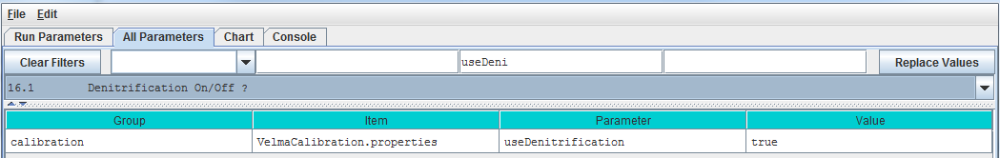 File Edit
Run Parameters All Parameters Chart Console
Clear Filters useDeni Replace Values
16.1 Denitrification On/Off ?
Group Item Parameter Value
calibration VelmaCalibration.properties useDenitrification true